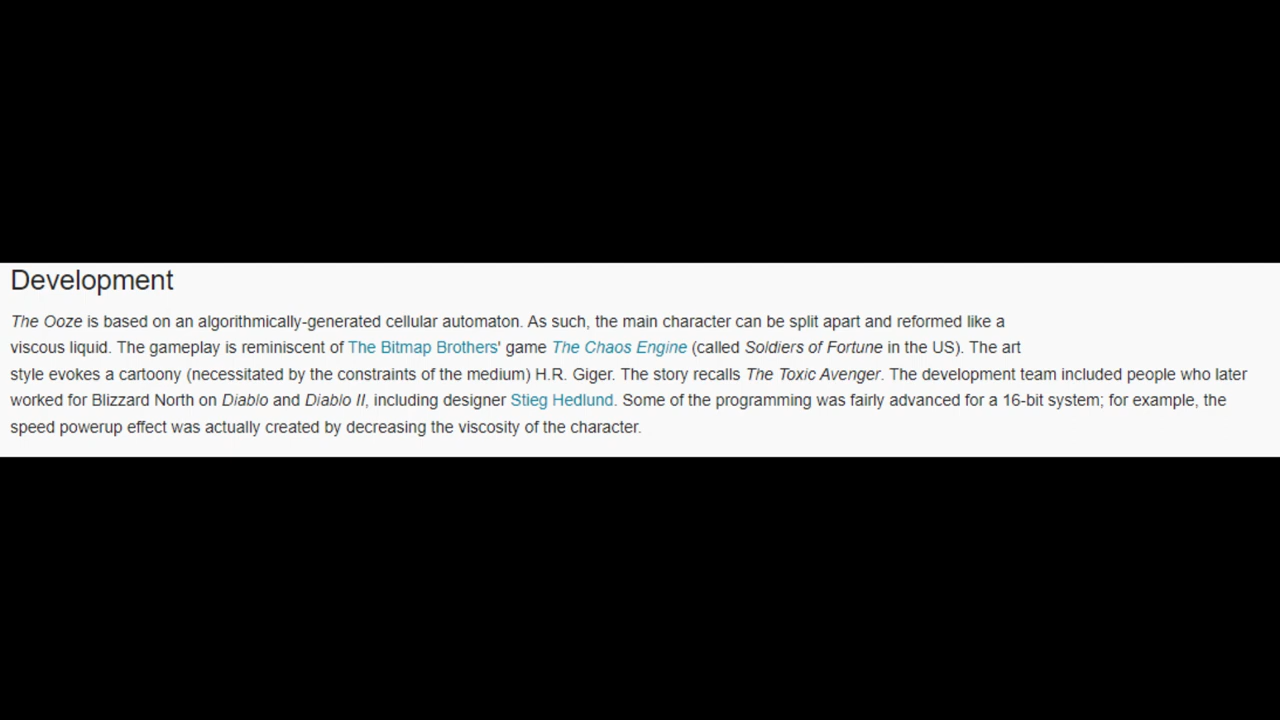 Development
The Ooze is based on an algorithmically-generated cellular automaton. As such, the main character can be split apart and reformed like a
viscous liquid. The gameplay is reminiscent of The Bitmap Brothers' game The Chaos Engine (called Soldiers of Fortune in the US). The art
style evokes a cartoony (necessitated by the constraints of the medium) H.R. Giger. The story recalls The Toxic Avenger. The development team included people who later
worked for Blizzard North on Diablo and Diablo II, including designer Stieg Hedlund. Some of the programming was fairly advanced for a 16-bit system; for example, the
speed powerup effect was actually created by decreasing the viscosity of the character.